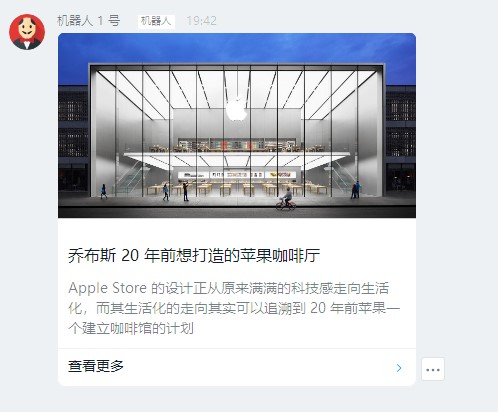 机器人 1 号 机器人 19:42
乔布斯 20 年前想打造的苹果咖啡厅
Apple Store 的设计正从原来满满的科技感走向生活
化，而其生活化的走向其实可以追溯到 20 年前苹果一
个建立咖啡馆的计划
查看更多